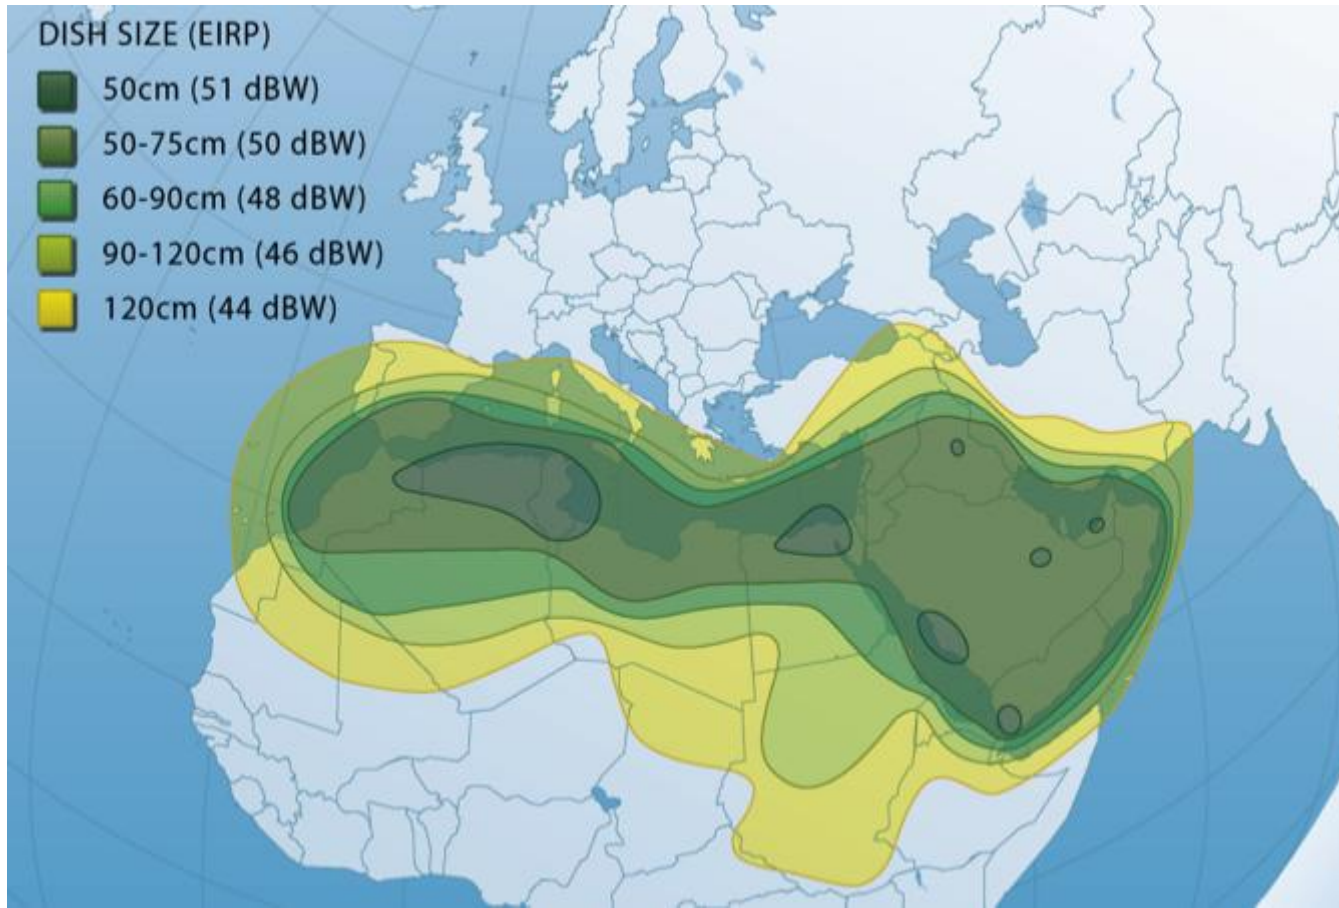 DISH SIZE (EIRP)
50cm (51 dBW)
50-75cm (50 dBW)
60-90cm (48 dBW)
90-120cm (46 dBW)
120cm (44 dBW)